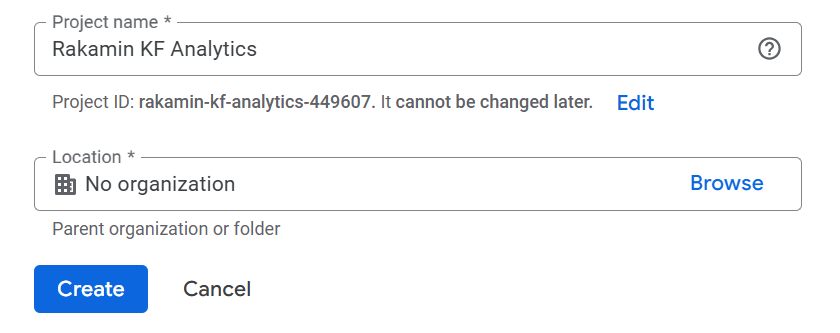 Project name *
Rakamin KF Analytics
Project ID: rakamin-kf-analytics-449607. It cannot be changed later. Edit
Location *
No organization Browse
Parent organization or folder
Create Cancel